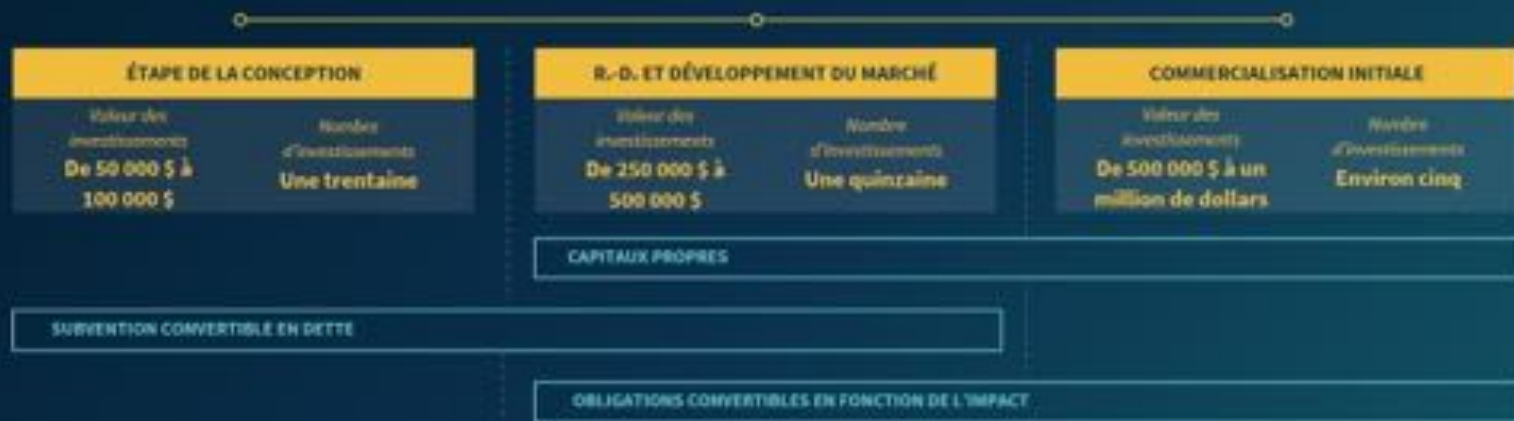 ÉTAPE DE LA CONCEPTION
Valeur des
investissements
De 50 000 $ à
100 000 $
Nombre
d'investissements
Une trentaine
R.-D. ET DÉVELOPPEMENT DU MARCHÉ
Valeur des
investissements
De 250 000 $ à
500 000 $
Nombre
d'investissements
Une quinzaine
COMMERCIALISATION INITIALE
Valeur des
investissements
De 500 000 $ à un
million de dollars
Nombre
d'investissements
Environ cinq
CAPITAUX PROPRES
SUBVENTION CONVERTIBLE EN DETTE
OBLIGATIONS CONVERTIBLES EN FONCTION DE L'IMPACT